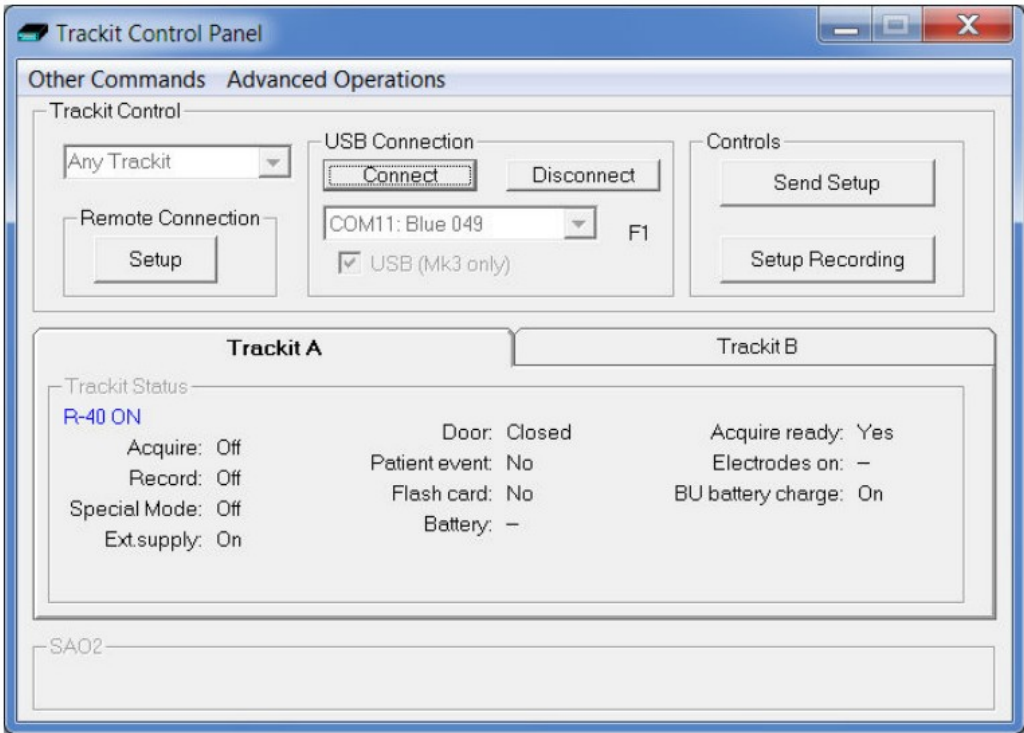 Trackit Control Panel
Other Commands Advanced Operations
Trackit Control
Any Trackit
Remote Connection
Setup
USB Connection
Connect Disconnect
COM11: Blue 049
F1
USB (Mk3 only)
Controls
Send Setup
Setup Recording
Trackit A
Trackit B
Trackit Status
R-40 ON
Acquire: Off
Record: Off
Special Mode: Off
Ext.supply: On
Door: Closed
Patient event: No
Flash card: No
Battery: –
Acquire ready: Yes
Electrodes on: –
BU battery charge: On
SAO2